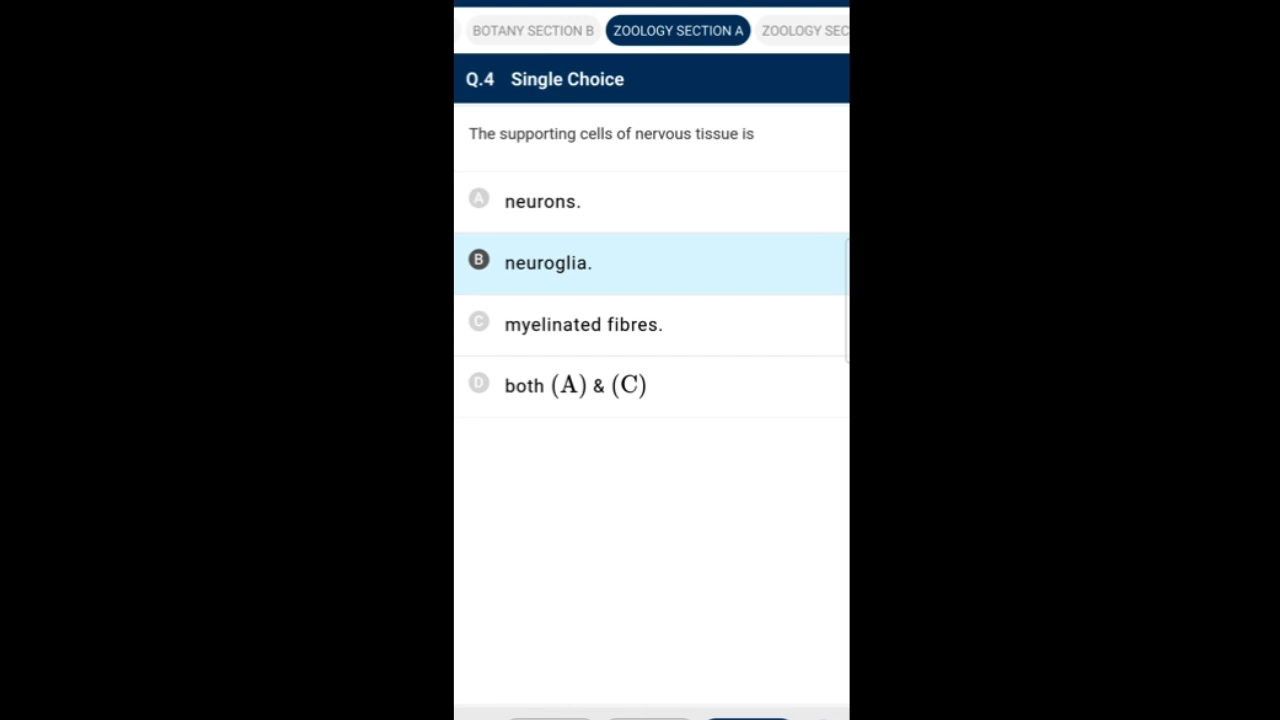 BOTANY SECTION B ZOOLOGY SECTION A ZOOLOGY SEC
Q.4 Single Choice
The supporting cells of nervous tissue is
A neurons.
B neuroglia.
C myelinated fibres.
D both (A) & (C)